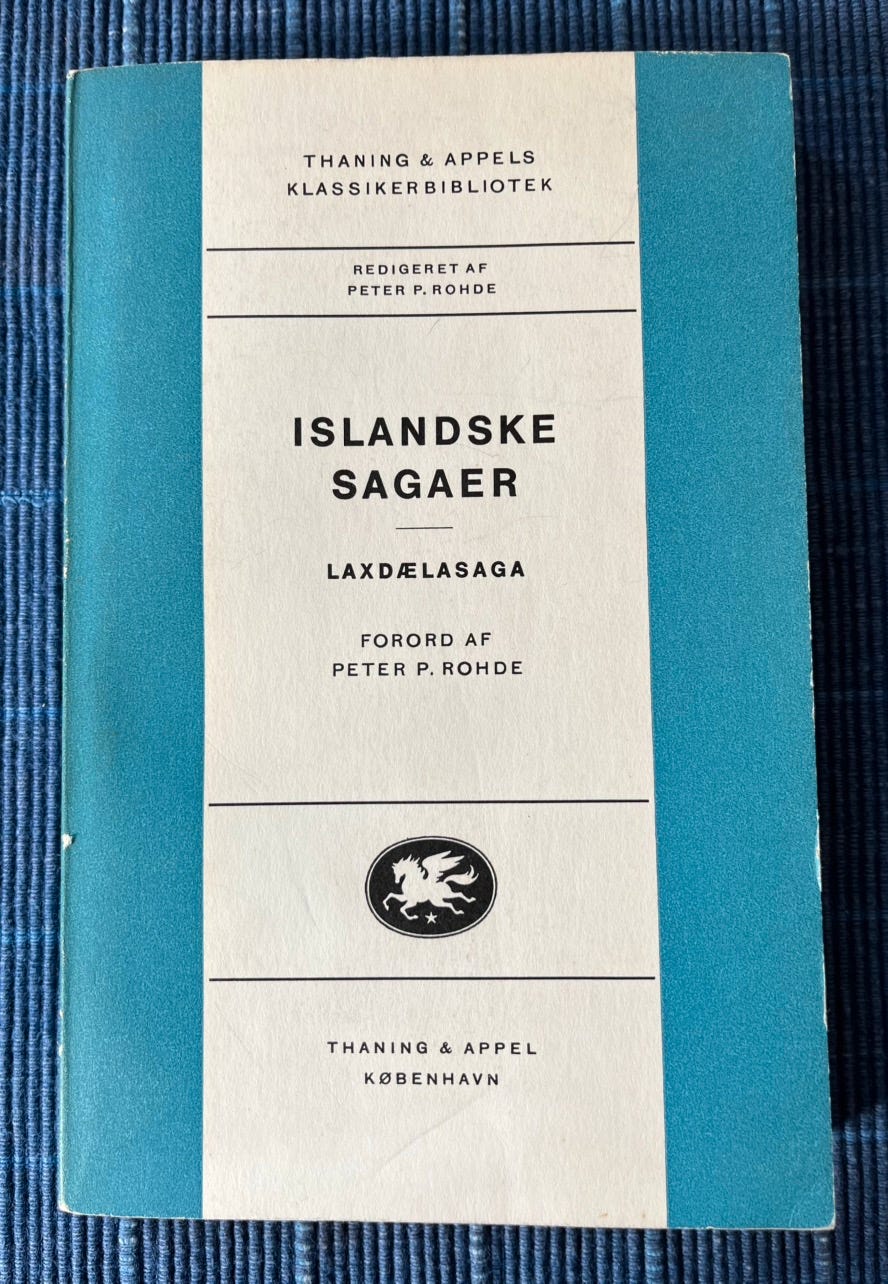 THANING & APPELS
KLASSIKERBIBLIOTEK
REDIGERET AF
PETER P. ROHDE
ISLANDSKE
SAGAER
LAXDÆLASAGA
FORORD AF
PETER P. ROHDE
THANING & APPEL
KØBENHAVN